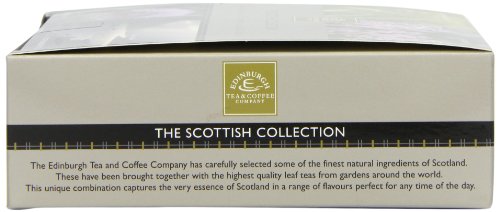 EDINBURGH
TEA & COFFEE
COMPANY
THE SCOTTISH COLLECTION
The Edinburgh Tea and Coffee Company has carefully selected some of the finest natural ingredients of Scotland.
These have been brought together with the highest quality leaf teas from gardens around the world.
This unique combination captures the very essence of Scotland in a range of flavours perfect for any time of the day.